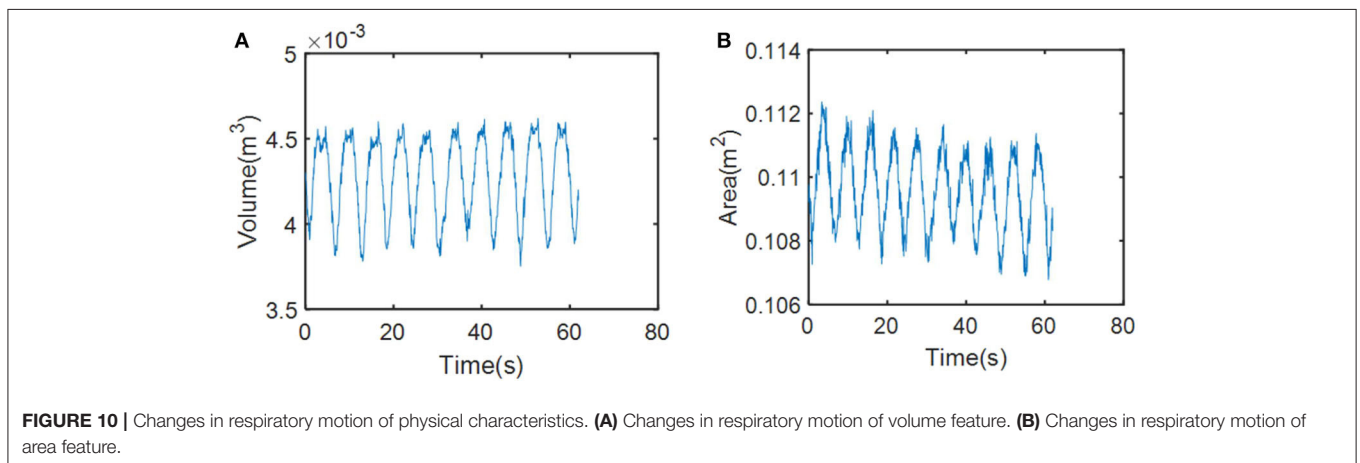 A
×10⁻³
5
4.5
4
3.5
Volume(m³)
0 20 40 60 80
Time(s)
B
0.114
0.112
0.11
0.108
0.106
Area(m²)
0 20 40 60 80
Time(s)
FIGURE 10 | Changes in respiratory motion of physical characteristics. (A) Changes in respiratory motion of volume feature. (B) Changes in respiratory motion of
area feature.